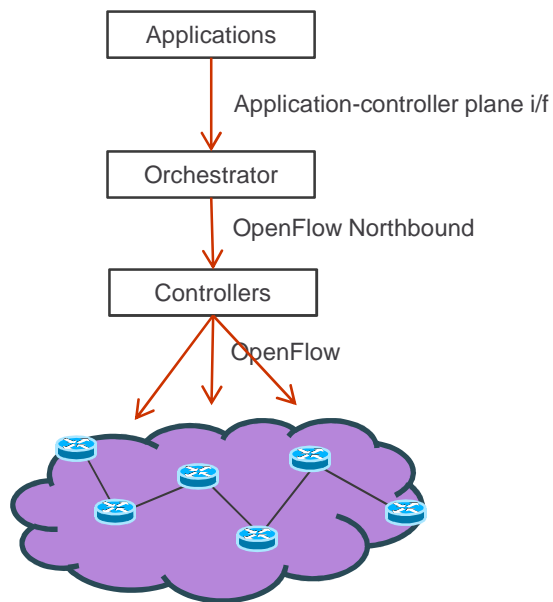 Applications
Application-controller plane i/f
Orchestrator
OpenFlow Northbound
Controllers
OpenFlow